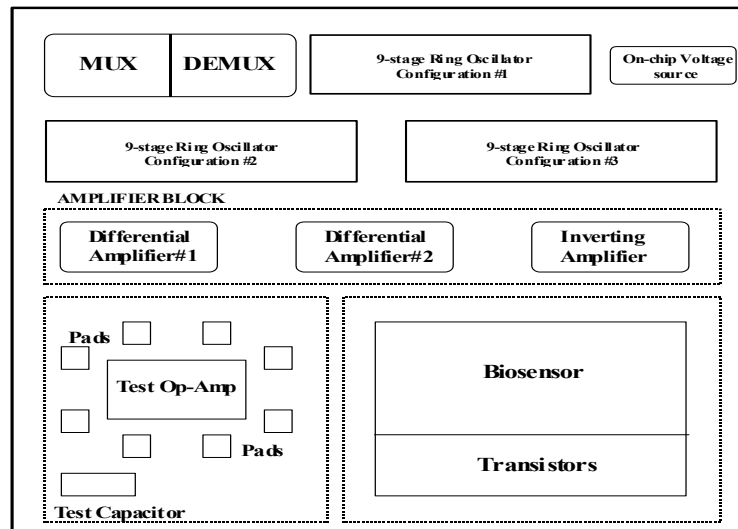 MUX DEMUX
9-stage Ring Oscillator
Configuration #1
On-chip Voltage
source
9-stage Ring Oscillator
Configuration #2
9-stage Ring Oscillator
Configuration #3
AMPLIFIER BLOCK
Differential
Amplifier#1
Differential
Amplifier#2
Inverting
Amplifier
Pads
Test Op-Amp
Pads
Test Capacitor
Biosensor
Transistors